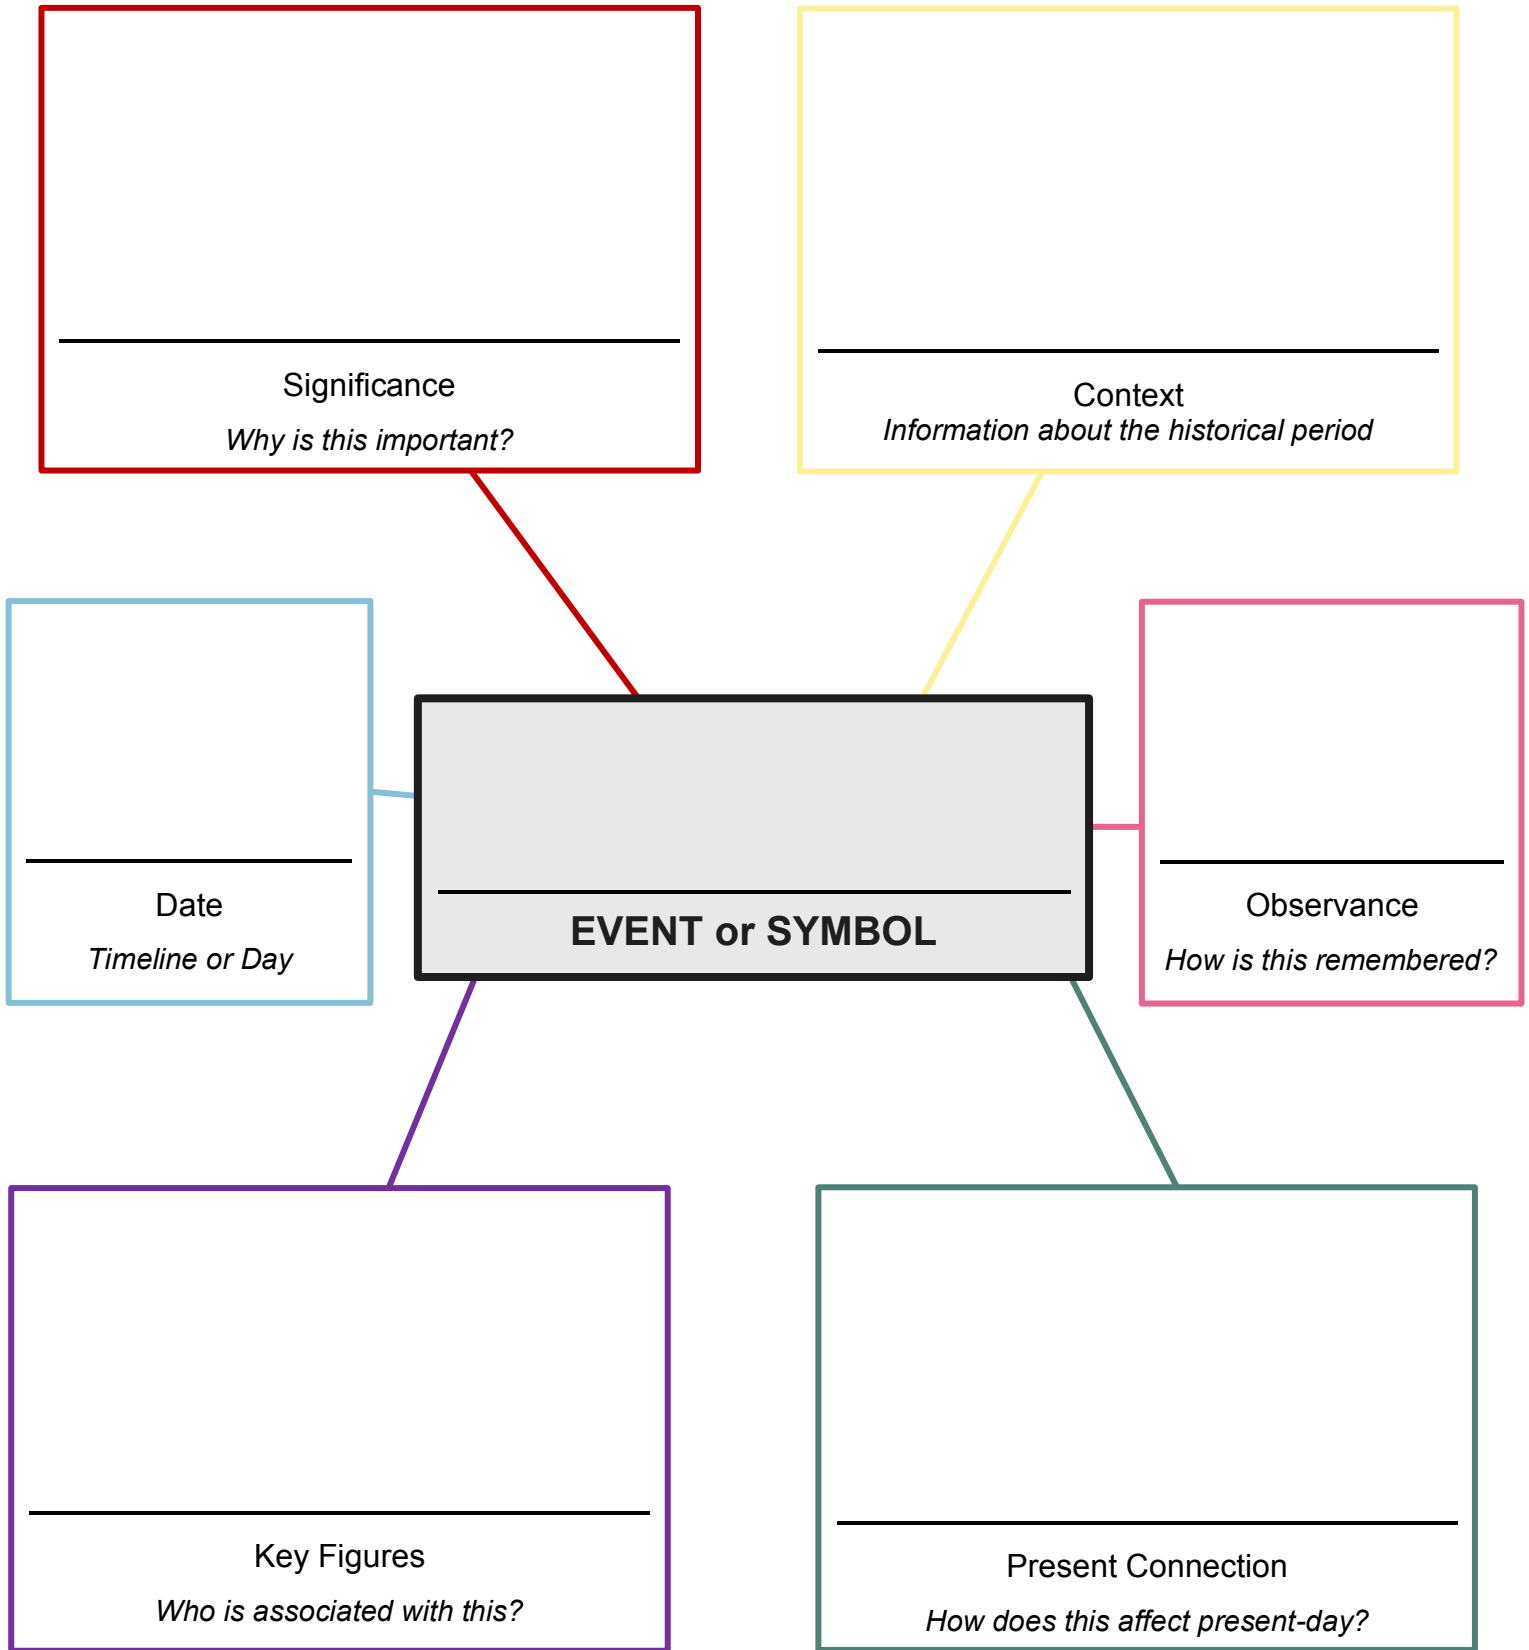 Significance
Why is this important?
Context
Information about the historical period
Date
Timeline or Day
EVENT or SYMBOL
Observance
How is this remembered?
Key Figures
Who is associated with this?
Present Connection
How does this affect present-day?